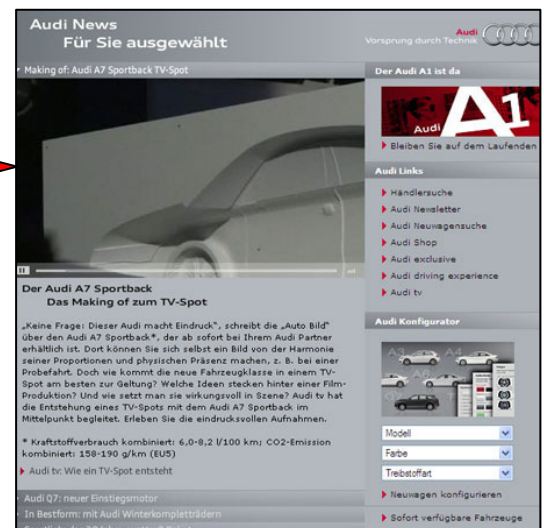 Audi News
Für Sie ausgewählt
Audi
Vorsprung durch Technik
Making of: Audi A7 Sportback TV-Spot
Der Audi A7 Sportback
Das Making of zum TV-Spot
„Keine Frage: Dieser Audi macht Eindruck“, schreibt die „Auto Bild“
über den Audi A7 Sportback*, der ab sofort bei Ihrem Audi Partner
erhältlich ist. Dort können Sie sich selbst ein Bild von der Harmonie
seiner Proportionen und physischen Präsenz machen, z. B. bei einer
Probefahrt. Doch wie kommt die neue Fahrzeugklasse in einem TV-
Spot am besten zur Geltung? Welche Ideen stecken hinter einer Film-
Produktion? Und wie setzt man sie wirkungsvoll in Szene? Audi tv hat
die Entstehung eines TV-Spots mit dem Audi A7 Sportback im
Mittelpunkt begleitet. Erleben Sie die eindrucksvollen Aufnahmen.
* Kraftstoffverbrauch kombiniert: 6,0-8,2 l/100 km; CO2-Emission
kombiniert: 158-190 g/km (EU5)
Audi tv: Wie ein TV-Spot entsteht
Audi Q7: neuer Einstiegsmotor
In Bestform: mit Audi Winterkompletträdern
Der Audi A1 ist da
Audi A1
Bleiben Sie auf dem Laufenden
Audi Links
Händlersuche
Audi Newsletter
Audi Neuwagensuche
Audi Shop
Audi exclusive
Audi driving experience
Audi tv
Audi Konfigurator
A3
A4
Modell
Farbe
Treibstoffart
Neuwagen konfigurieren
Sofort verfügbare Fahrzeuge